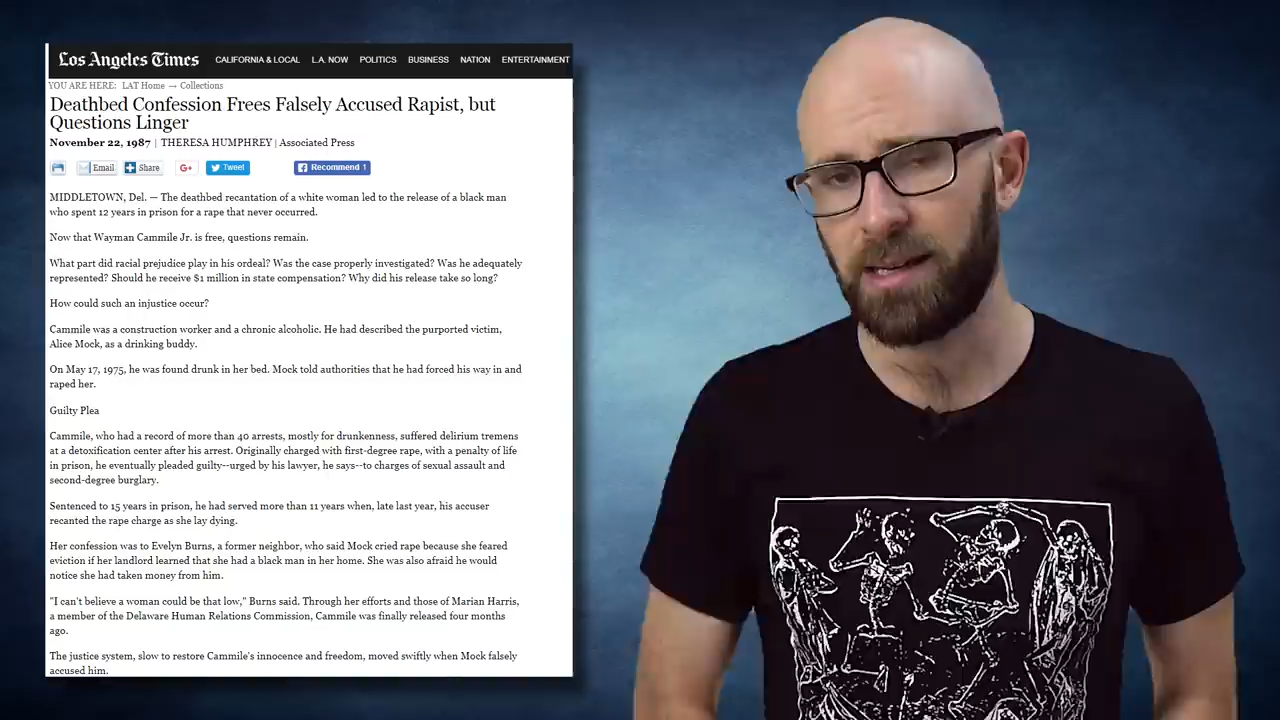 Los Angeles Times
CALIFORNIA & LOCAL L.A. NOW POLITICS BUSINESS NATION ENTERTAINMENT
YOU ARE HERE: LAT Home → Collections
Deathbed Confession Frees Falsely Accused Rapist, but
Questions Linger
November 22, 1987 | THERESA HUMPHREY | Associated Press
Email Share G+ Tweet Recommend 1
MIDDLETOWN, Del. — The deathbed recantation of a white woman led to the release of a black man
who spent 12 years in prison for a rape that never occurred.
Now that Wayman Cammile Jr. is free, questions remain.
What part did racial prejudice play in his ordeal? Was the case properly investigated? Was he adequately
represented? Should he receive $1 million in state compensation? Why did his release take so long?
How could such an injustice occur?
Cammile was a construction worker and a chronic alcoholic. He had described the purported victim,
Alice Mock, as a drinking buddy.
On May 17, 1975, he was found drunk in her bed. Mock told authorities that he had forced his way in and
raped her.
Guilty Plea
Cammile, who had a record of more than 40 arrests, mostly for drunkenness, suffered delirium tremens
at a detoxification center after his arrest. Originally charged with first-degree rape, with a penalty of life
in prison, he eventually pleaded guilty--urged by his lawyer, he says--to charges of sexual assault and
second-degree burglary.
Sentenced to 15 years in prison, he had served more than 11 years when, late last year, his accuser
recanted the rape charge as she lay dying.
Her confession was to Evelyn Burns, a former neighbor, who said Mock cried rape because she feared
eviction if her landlord learned that she had a black man in her home. She was also afraid he would
notice she had taken money from him.
"I can't believe a woman could be that low," Burns said. Through her efforts and those of Marian Harris,
a member of the Delaware Human Relations Commission, Cammile was finally released four months
ago.
The justice system, slow to restore Cammile's innocence and freedom, moved swiftly when Mock falsely
accused him.